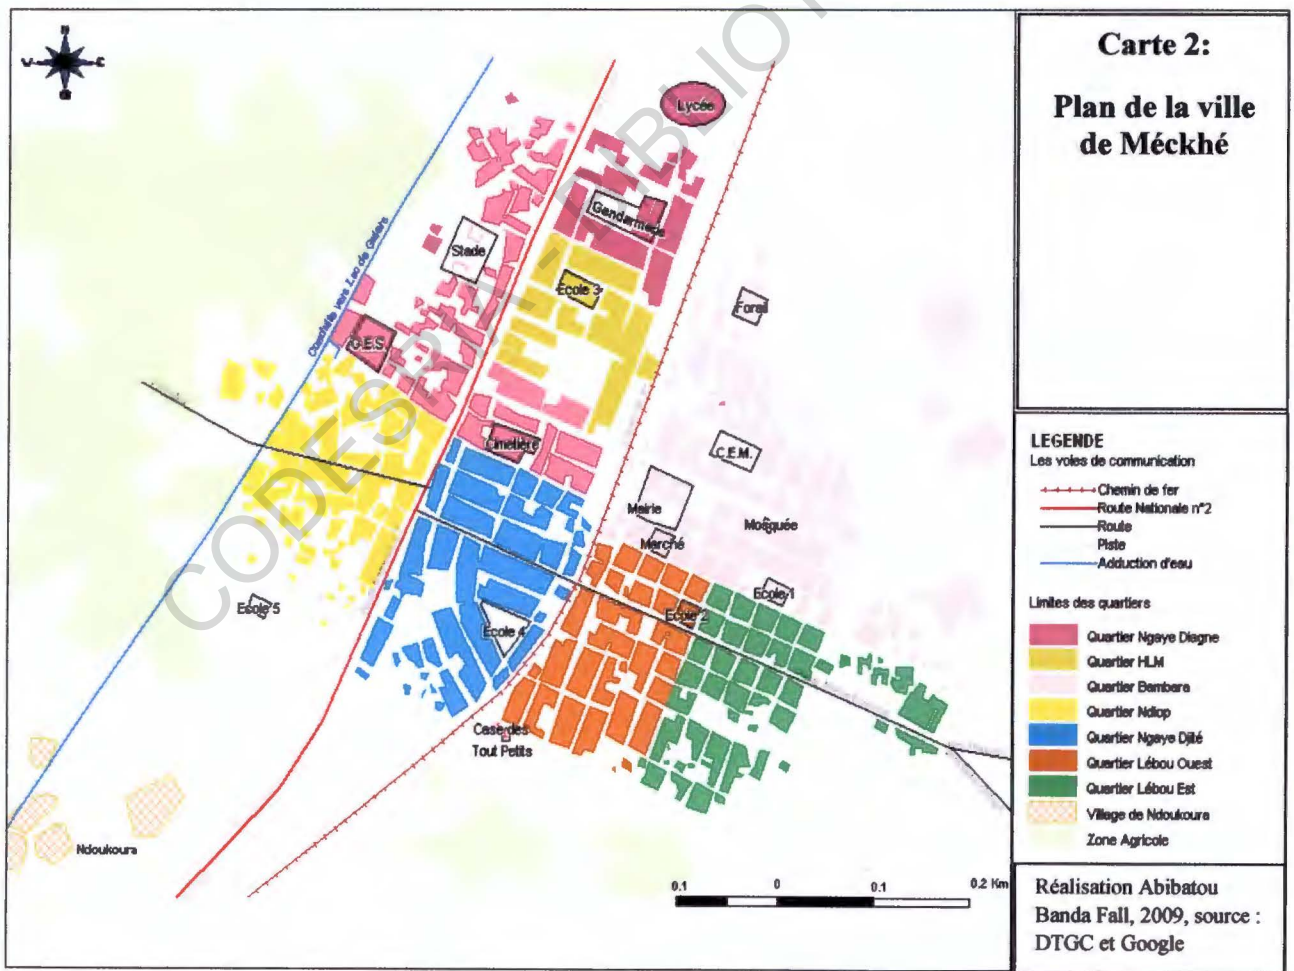 Carte 2:
Plan de la ville
de Méckhé
N
Lycée
Gendarmerie
Stade
Ecole 3
Forail
C.E.S.
Cimetière
C.E.M.
Mairie
Mosquée
Marché
Ecole 1
Ecole 5
Ecole 2
Ecole 4
Case des
Tout Petits
Ndoukoura
0.1 0 0.1 0.2 Km
LEGENDE
Les voies de communication
Chemin de fer
Route Nationale n°2
Route
Piste
Adduction d'eau
Limites des quartiers
Quartier Ngaye Diagne
Quartier HLM
Quartier Bambara
Quartier Ndiop
Quartier Ngaye Djité
Quartier Lébou Ouest
Quartier Lébou Est
Village de Ndoukoura
Zone Agricole
Réalisation Abibatou
Banda Fall, 2009, source :
DTGC et Google